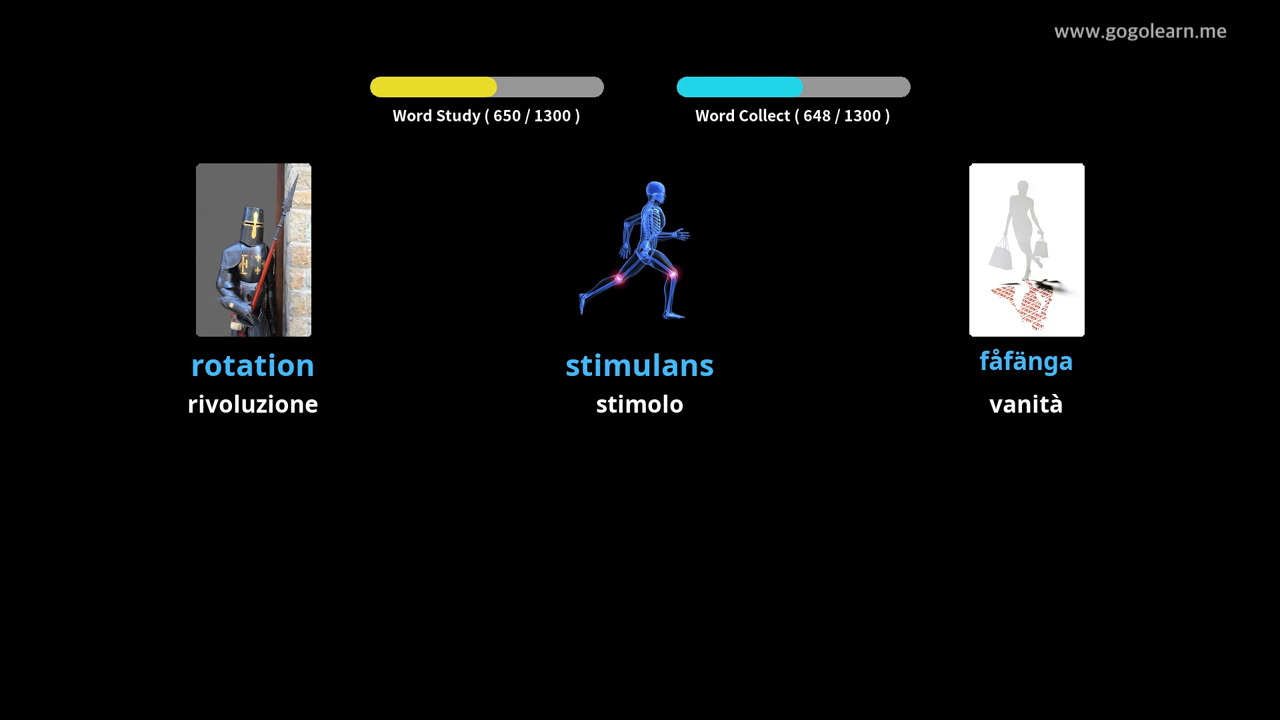 www.gogolearn.me
Word Study ( 650 / 1300 )
Word Collect ( 648 / 1300 )
rotation
stimulans
fåfänga
rivoluzione
stimolo
vanità